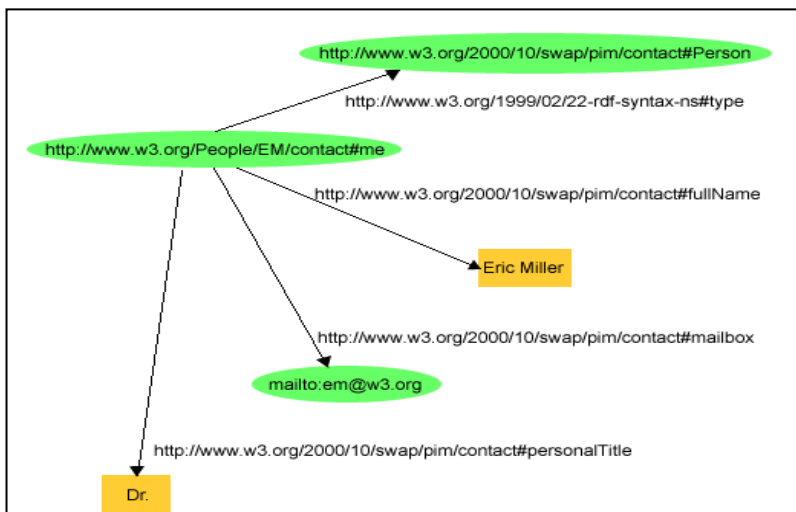 http://www.w3.org/2000/10/swap/pim/contact#Person
http://www.w3.org/1999/02/22-rdf-syntax-ns#type
http://www.w3.org/People/EM/contact#me
http://www.w3.org/2000/10/swap/pim/contact#fullName
Eric Miller
http://www.w3.org/2000/10/swap/pim/contact#mailbox
mailto:em@w3.org
http://www.w3.org/2000/10/swap/pim/contact#personalTitle
Dr.